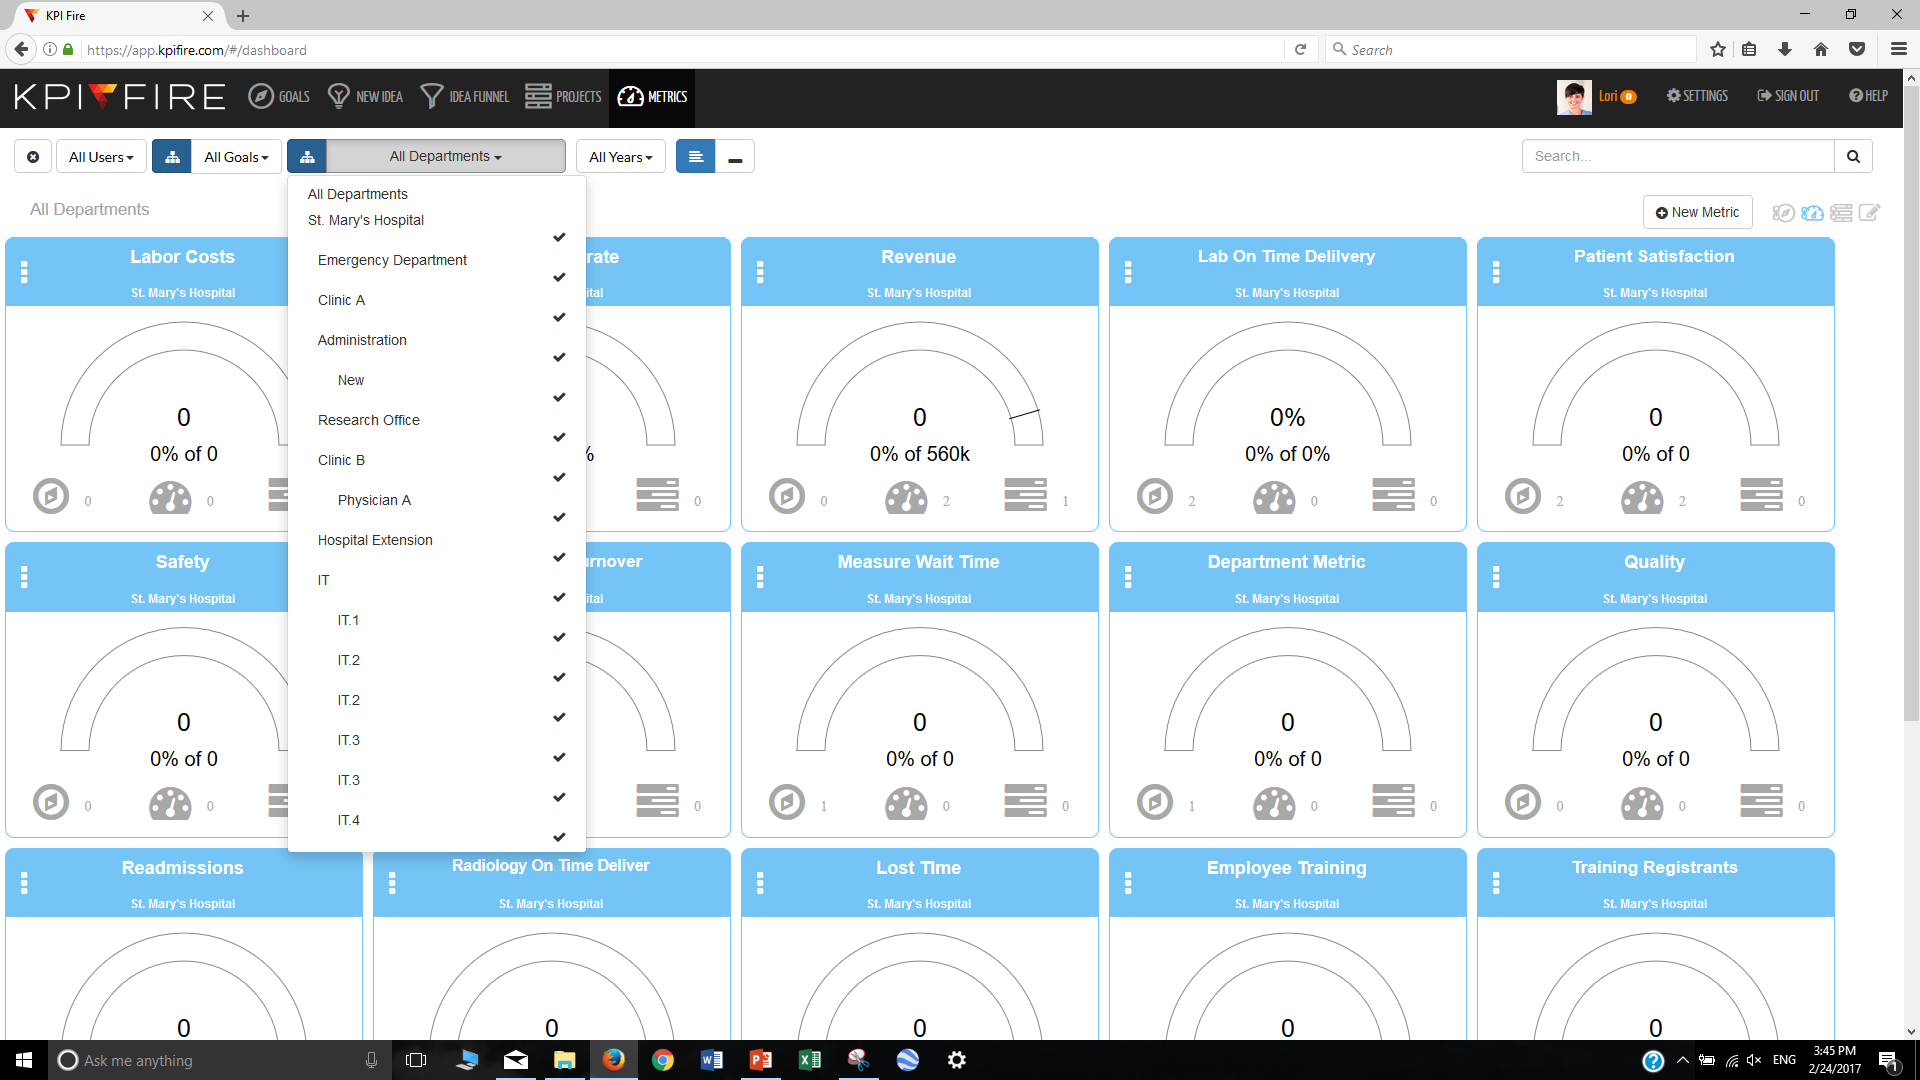 KPI Fire
https://app.kpifire.com/#/dashboard
Search
KPI FIRE
GOALS
NEW IDEA
IDEA FUNNEL
PROJECTS
METRICS
Lori 0
SETTINGS
SIGN OUT
HELP
All Users
All Goals
All Departments
All Years
Search...
All Departments
New Metric
All Departments
St. Mary's Hospital
Emergency Department
Clinic A
Administration
New
Research Office
Clinic B
Physician A
Hospital Extension
IT
IT.1
IT.2
IT.2
IT.3
IT.3
IT.4
Labor Costs
St. Mary's Hospital
0
0% of 0
0 0
rate
ital
%
0
Revenue
St. Mary's Hospital
0
0% of 560k
0 2 1
Lab On Time Delilvery
St. Mary's Hospital
0%
0% of 0%
2 0 0
Patient Satisfaction
St. Mary's Hospital
0
0% of 0
2 2 0
Safety
St. Mary's Hospital
0
0% of 0
0 0
urnover
ital
0
Measure Wait Time
St. Mary's Hospital
0
0% of 0
1 0 0
Department Metric
St. Mary's Hospital
0
0% of 0
1 0 0
Quality
St. Mary's Hospital
0
0% of 0
0 0 0
Readmissions
St. Mary's Hospital
0
Radiology On Time Deliver
St. Mary's Hospital
0
Lost TIme
St. Mary's Hospital
0
Employee Training
St. Mary's Hospital
0
Training Registrants
St. Mary's Hospital
0
Ask me anything
ENG
3:45 PM
2/24/2017
1